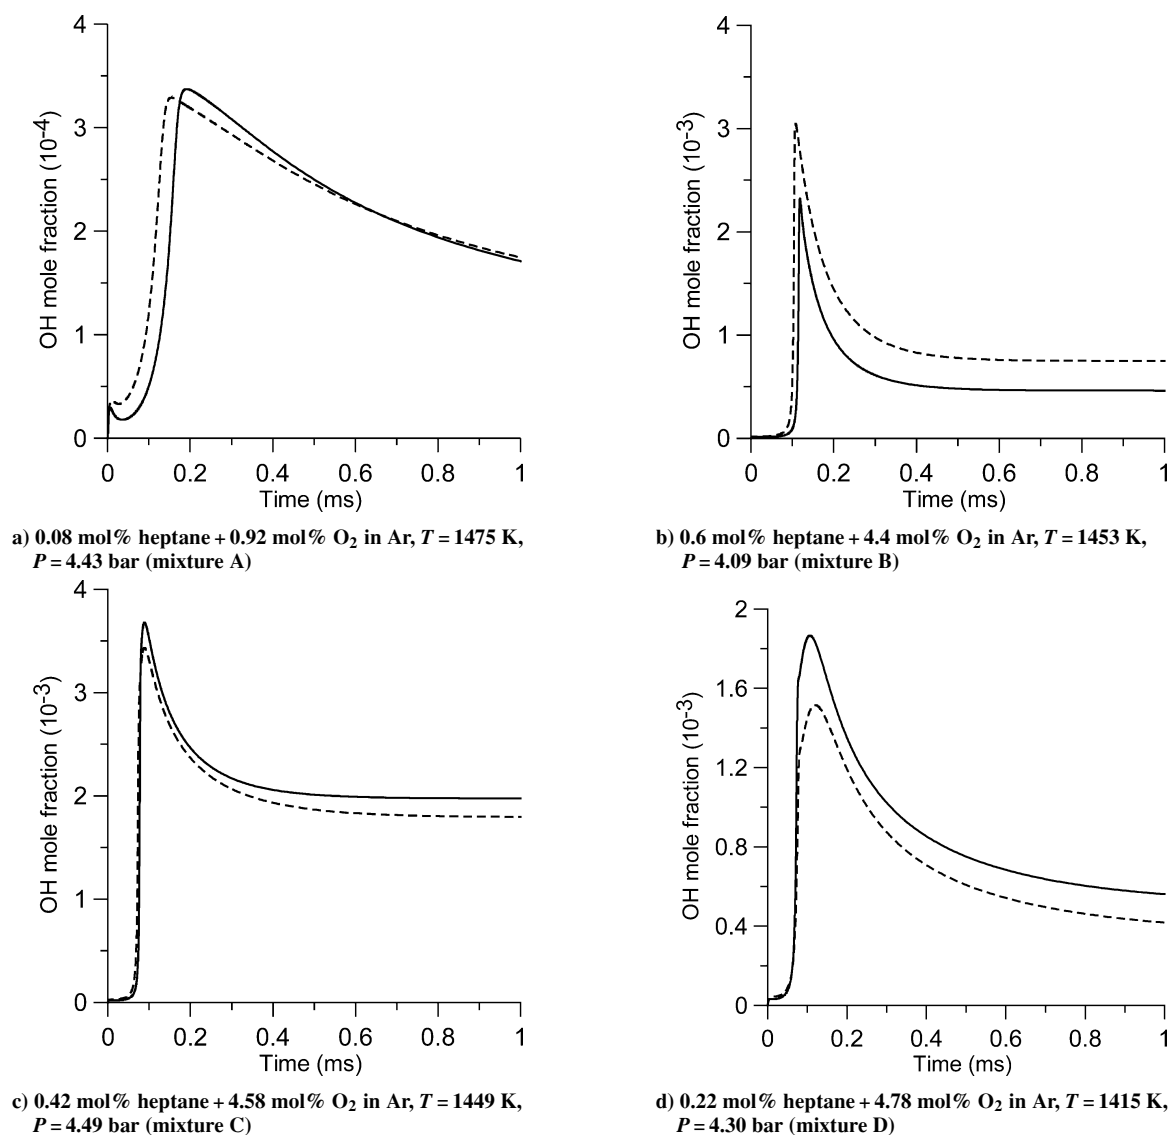 4
3
2
1
0
OH mole fraction (10-4)
0 0.2 0.4 0.6 0.8 1
Time (ms)
a) 0.08 mol% heptane + 0.92 mol% O2 in Ar, T = 1475 K,
P = 4.43 bar (mixture A)
4
3
2
1
0
OH mole fraction (10-3)
0 0.2 0.4 0.6 0.8 1
Time (ms)
b) 0.6 mol% heptane + 4.4 mol% O2 in Ar, T = 1453 K,
P = 4.09 bar (mixture B)
4
3
2
1
0
OH mole fraction (10-3)
0 0.2 0.4 0.6 0.8 1
Time (ms)
c) 0.42 mol% heptane + 4.58 mol% O2 in Ar, T = 1449 K,
P = 4.49 bar (mixture C)
2
1.6
1.2
0.8
0.4
0
OH mole fraction (10-3)
0 0.2 0.4 0.6 0.8 1
Time (ms)
d) 0.22 mol% heptane + 4.78 mol% O2 in Ar, T = 1415 K,
P = 4.30 bar (mixture D)